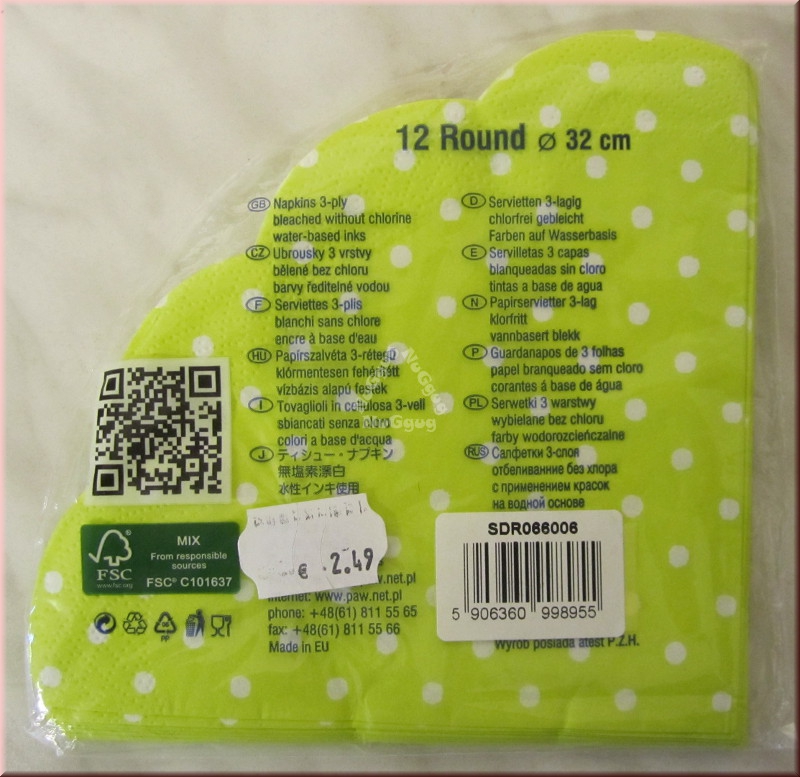 12 Round ⌀ 32 cm
GB Napkins 3-ply
bleached without chlorine
water-based inks
CZ Ubrousky 3 vrstvy
bělené bez chloru
barvy ředitelné vodou
F Serviettes 3-plis
blanchi sans chlore
encre à base d'eau
HU Papírszalvéta 3-rétegű
klórmentesen fehérített
vízbázis alapú festek
I Tovaglioli in cellulosa 3-veli
sbiancati senza cloro
colori a base d'acqua
J ティシュー・ナプキン
無塩素漂白
水性インキ使用
D Servietten 3-lagig
chlorfrei gebleicht
Farben auf Wasserbasis
E Servilletas 3 capas
blanqueadas sin cloro
tintas a base de agua
N Papirservietter 3-lag
klorfritt
vannbasert blekk
P Guardanapos de 3 folhas
papel branqueado sem cloro
corantes á base de água
PL Serwetki 3 warstwy
wybielane bez chloru
farby wodorozcieńczalne
RUS Салфетки 3-слоя
отбеливанние без хлора
с применением красок
на водной основе
FSC
www.fsc.org
MIX
From responsible
sources
FSC® C101637
€ 2.49
PP
w.net.pl
internet: www.paw.net.pl
phone: +48(61) 811 55 65
fax: +48(61) 811 55 66
Made in EU
SDR066006
5 906360 998955
Wyrób posiada atest P.Z.H.
NuGgug